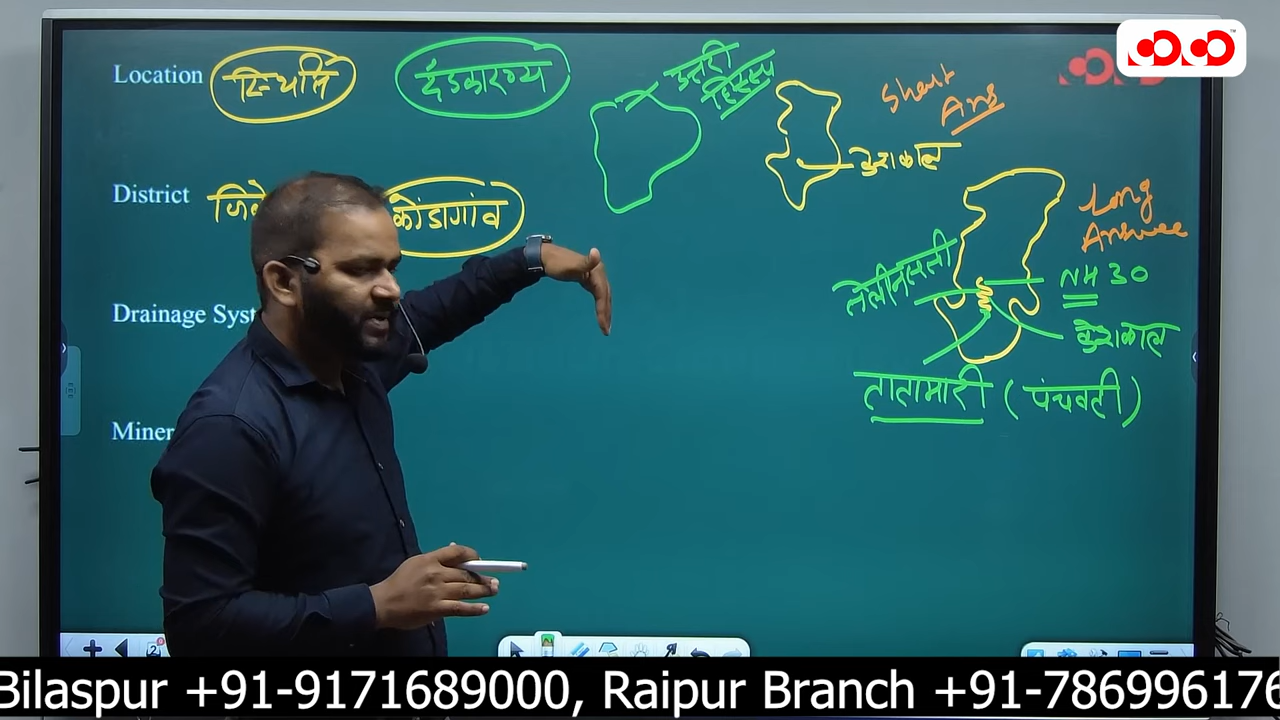 Location स्थिति दंडकारण्य
उत्तरी
हिस्सा
Short
Ans
केशकाल
District जिले कोंडागांव
Long
Answer
NH 30
Drainage Syst
केशकाल
तातामारी (पंचवटी)
Miner
Bilaspur +91-9171689000, Raipur Branch +91-786996176